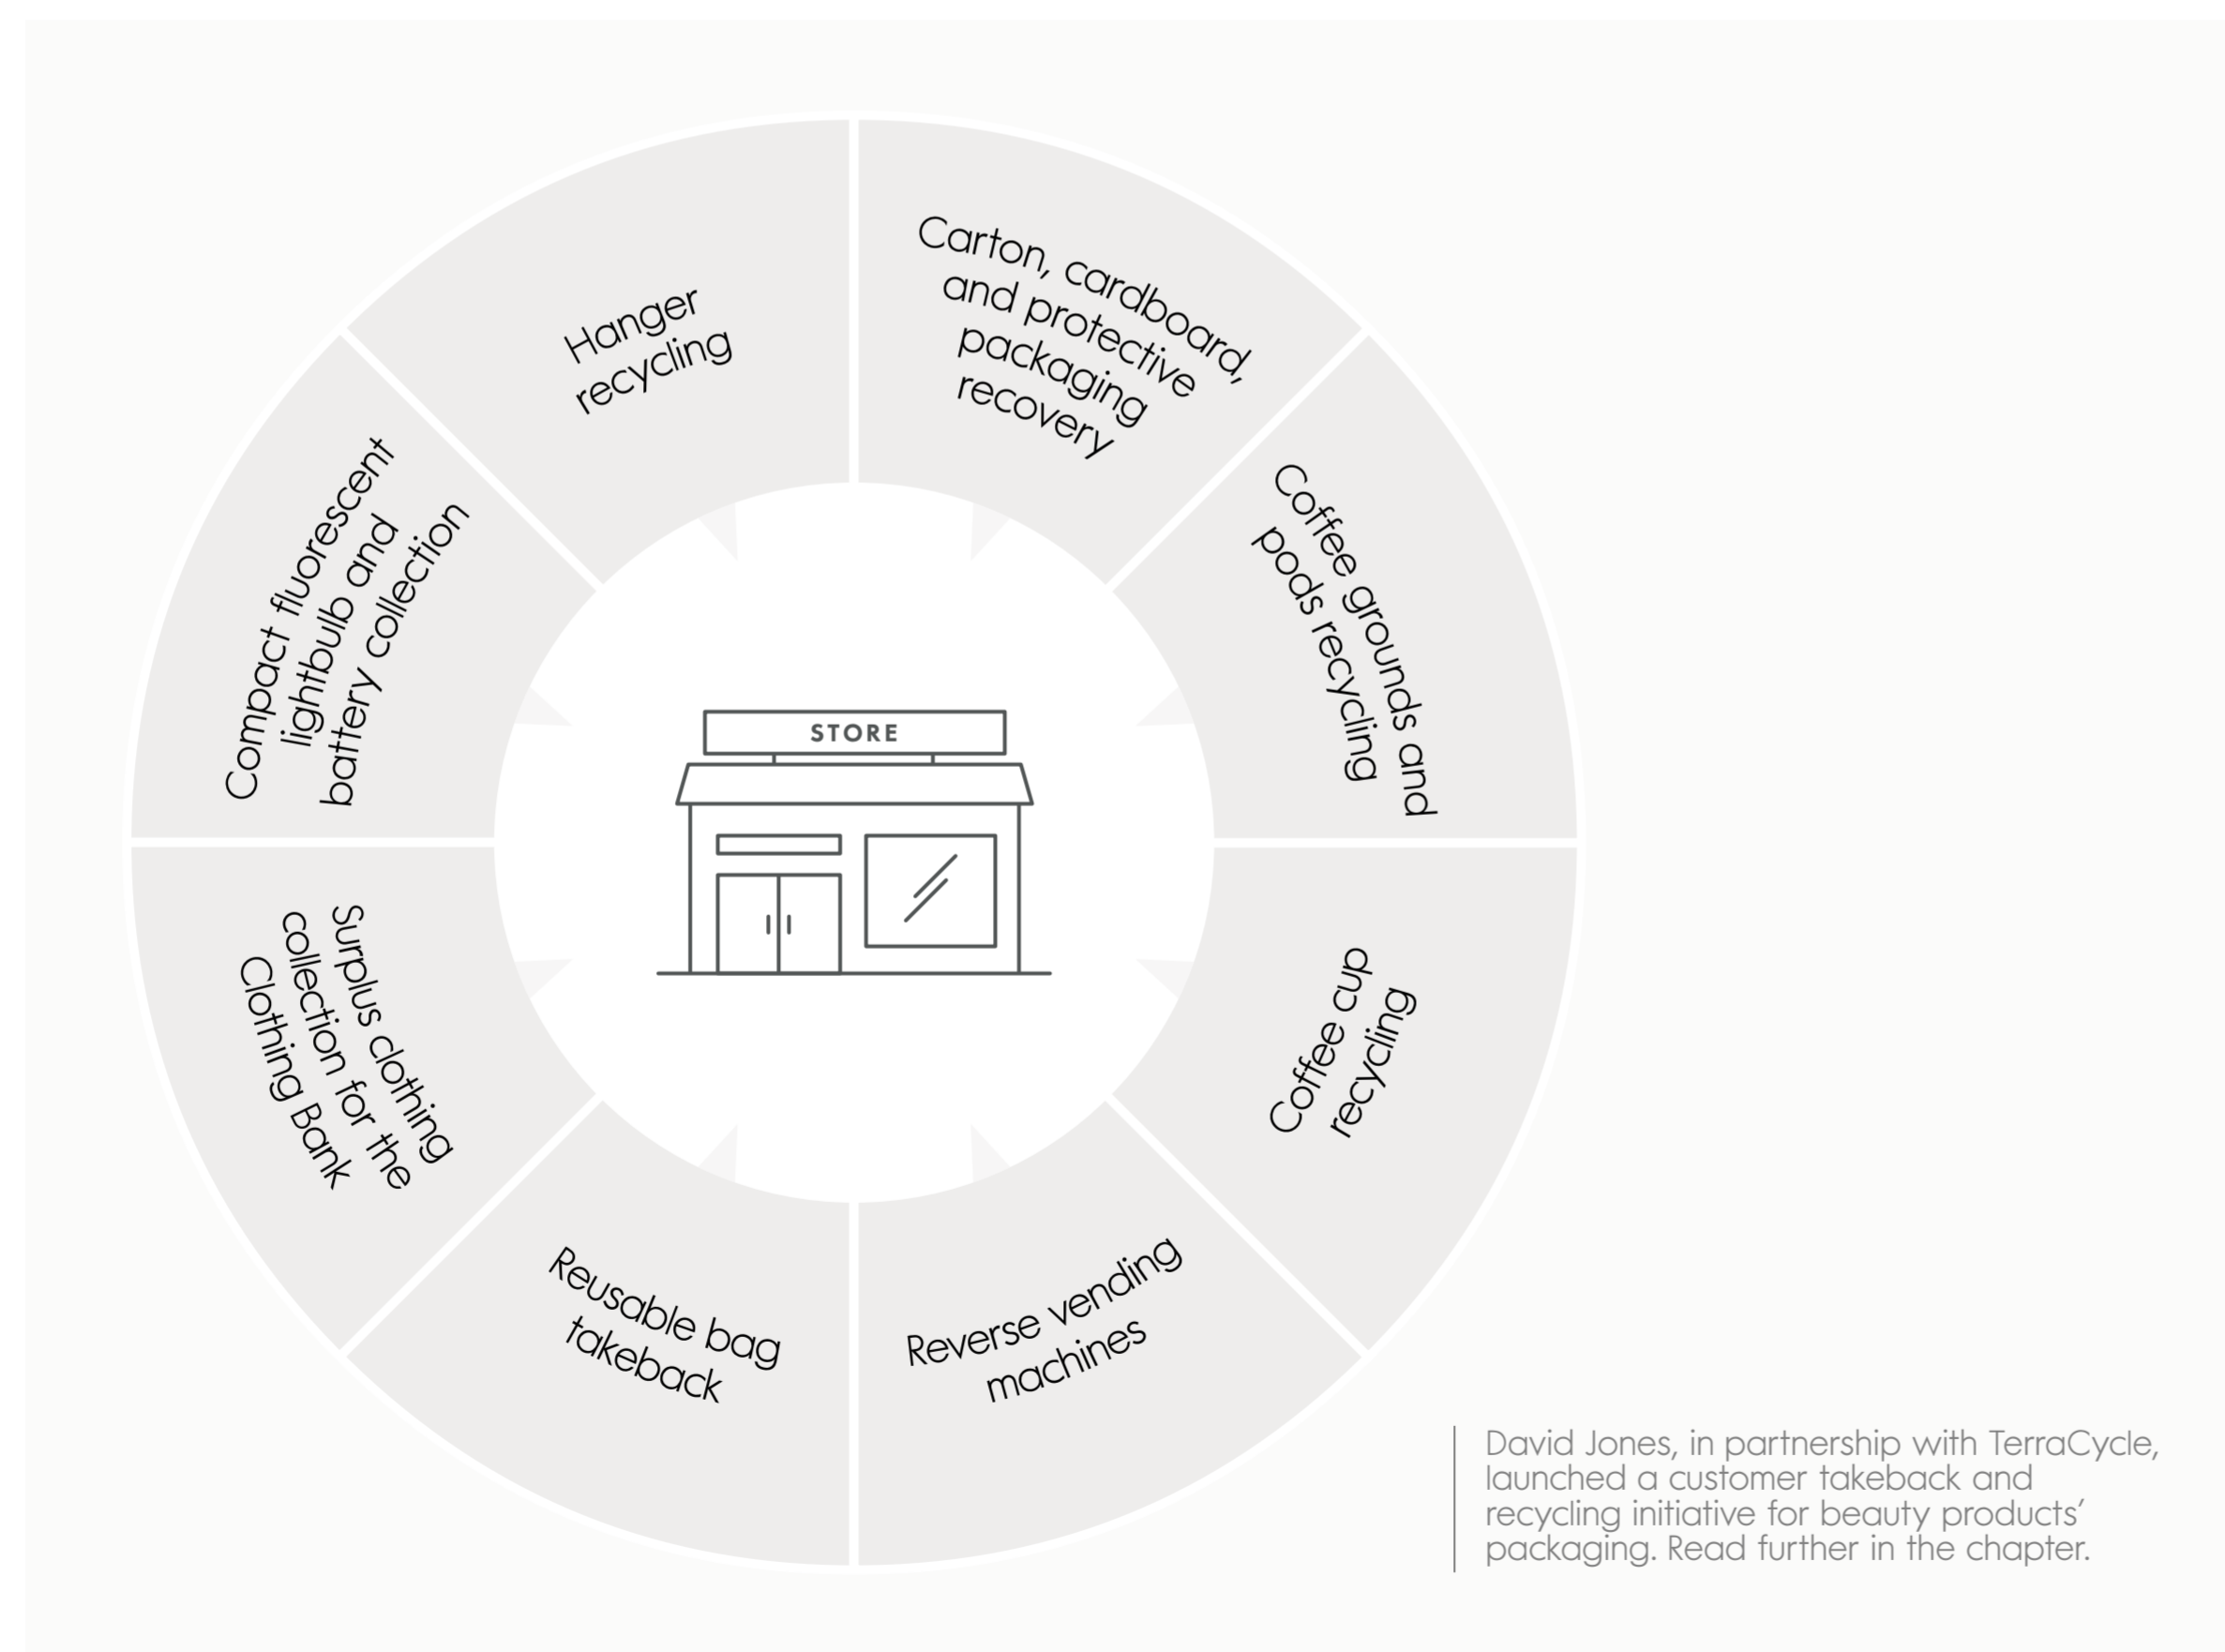 Carton, cardboard,
and protective
packaging
recovery
Coffee grounds and
pods recycling
Coffee cup
recycling
Reverse vending
machines
Reusable bag
takeback
Surplus clothing
collection for the
Clothing Bank
Compact fluorescent
lightbulb and
battery collection
Hanger
recycling
STORE
David Jones, in partnership with TerraCycle,
launched a customer takeback and
recycling initiative for beauty products’
packaging. Read further in the chapter.